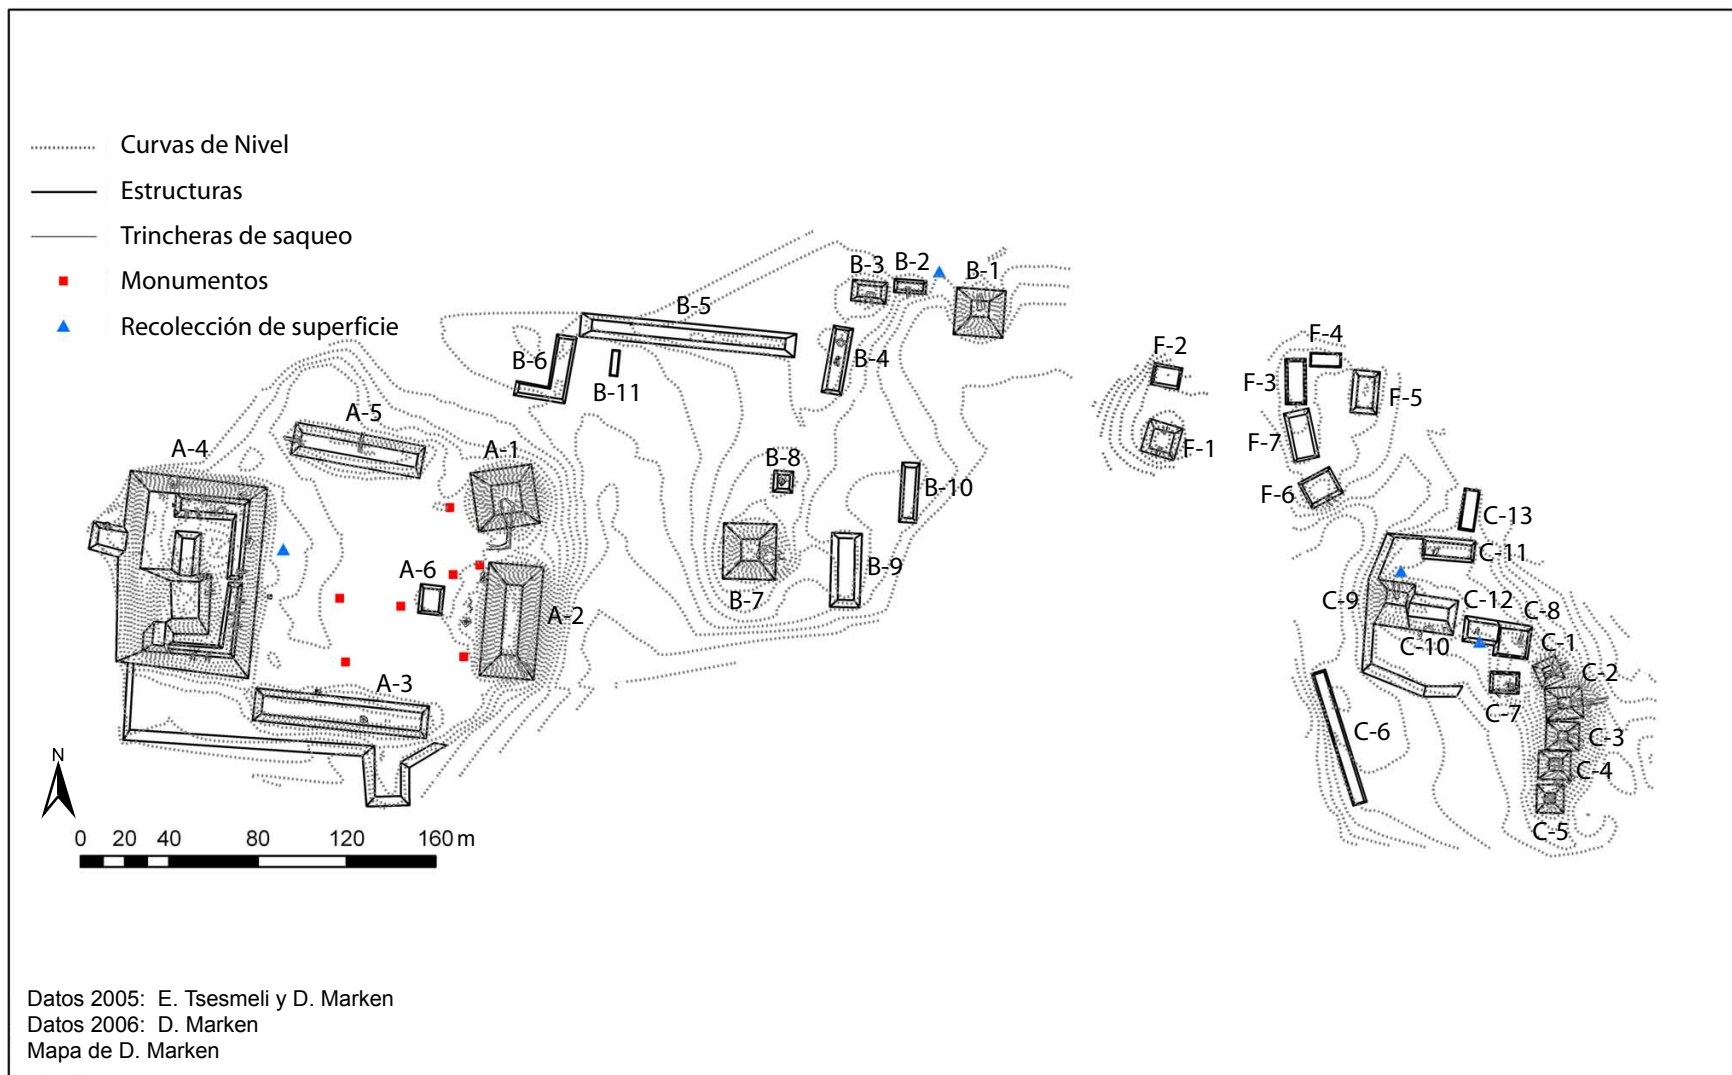 Curvas de Nivel
Estructuras
Trincheras de saqueo
Monumentos
Recolección de superficie
B-3 B-2 B-1
B-5
B-6
B-4
B-11
F-2
F-4
F-3
F-5
A-5
A-4
A-1
F-1
F-7
B-8
B-10
F-6
C-13
C-11
A-6
B-7
B-9
A-2
C-9
C-12
C-8
C-10
C-1
C-2
A-3
C-7
C-6
C-3
C-4
C-5
N
0 20 40 80 120 160 m
Datos 2005: E. Tsesmeli y D. Marken
Datos 2006: D. Marken
Mapa de D. Marken